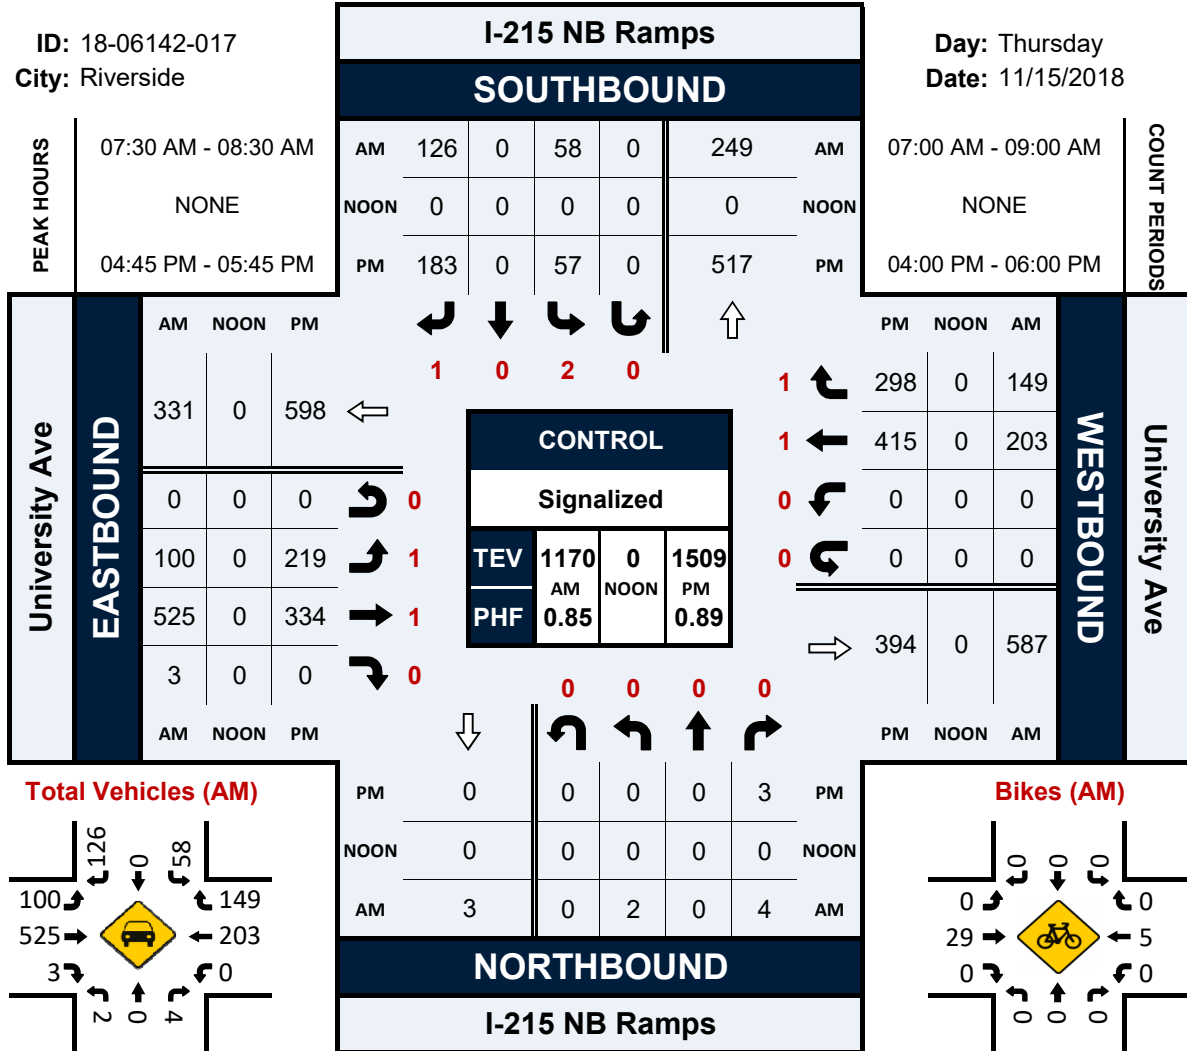 ID: 18-06142-017
City: Riverside
I-215 NB Ramps
SOUTHBOUND
Day: Thursday
Date: 11/15/2018
PEAK HOURS
07:30 AM - 08:30 AM
NONE
04:45 PM - 05:45 PM
AM 126 0 58 0 249 AM
NOON 0 0 0 0 0 NOON
PM 183 0 57 0 517 PM
07:00 AM - 09:00 AM
NONE
04:00 PM - 06:00 PM
COUNT PERIODS
1 0 2 0
University Ave
EASTBOUND
AM NOON PM
331 0 598
0 0 0 0
100 0 219 1
525 0 334 1
3 0 0 0
AM NOON PM
CONTROL
Signalized
TEV 1170 0 1509
AM NOON PM
PHF 0.85 0.89
PM NOON AM
1 298 0 149
1 415 0 203
0 0 0 0
0 0 0 0
394 0 587
PM NOON AM
WESTBOUND
University Ave
0 0 0 0
PM 0 0 0 0 3 PM
NOON 0 0 0 0 0 NOON
AM 3 0 2 0 4 AM
NORTHBOUND
I-215 NB Ramps
Total Vehicles (AM)
126 0 58
100 149
525 203
3 0
2 0 4
Bikes (AM)
0 0 0
0 0
29 5
0 0
0 0 0